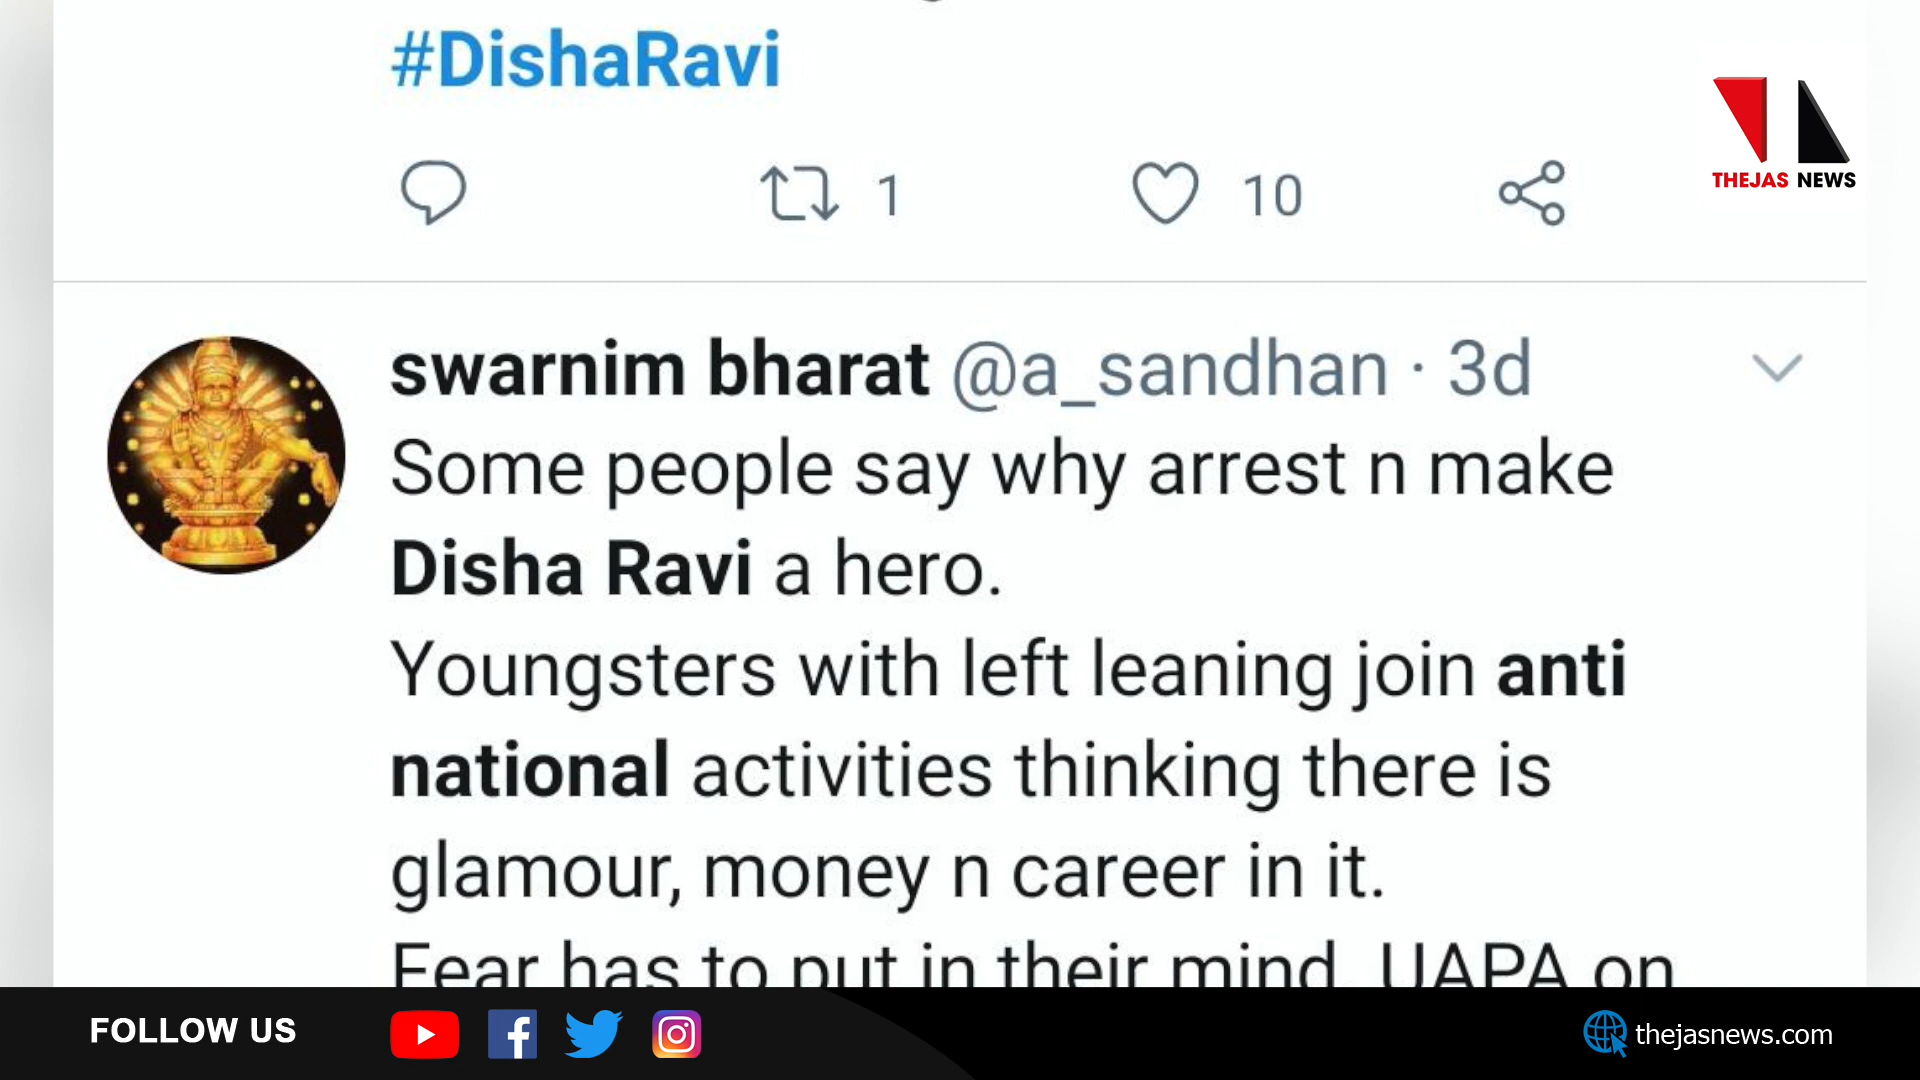 #DishaRavi
1
10
THEJAS NEWS
swarnim bharat @a_sandhan · 3d
Some people say why arrest n make
Disha Ravi a hero.
Youngsters with left leaning join anti
national activities thinking there is
glamour, money n career in it.
Fear has to put in their mind. UAPA on
FOLLOW US
thejasnews.com